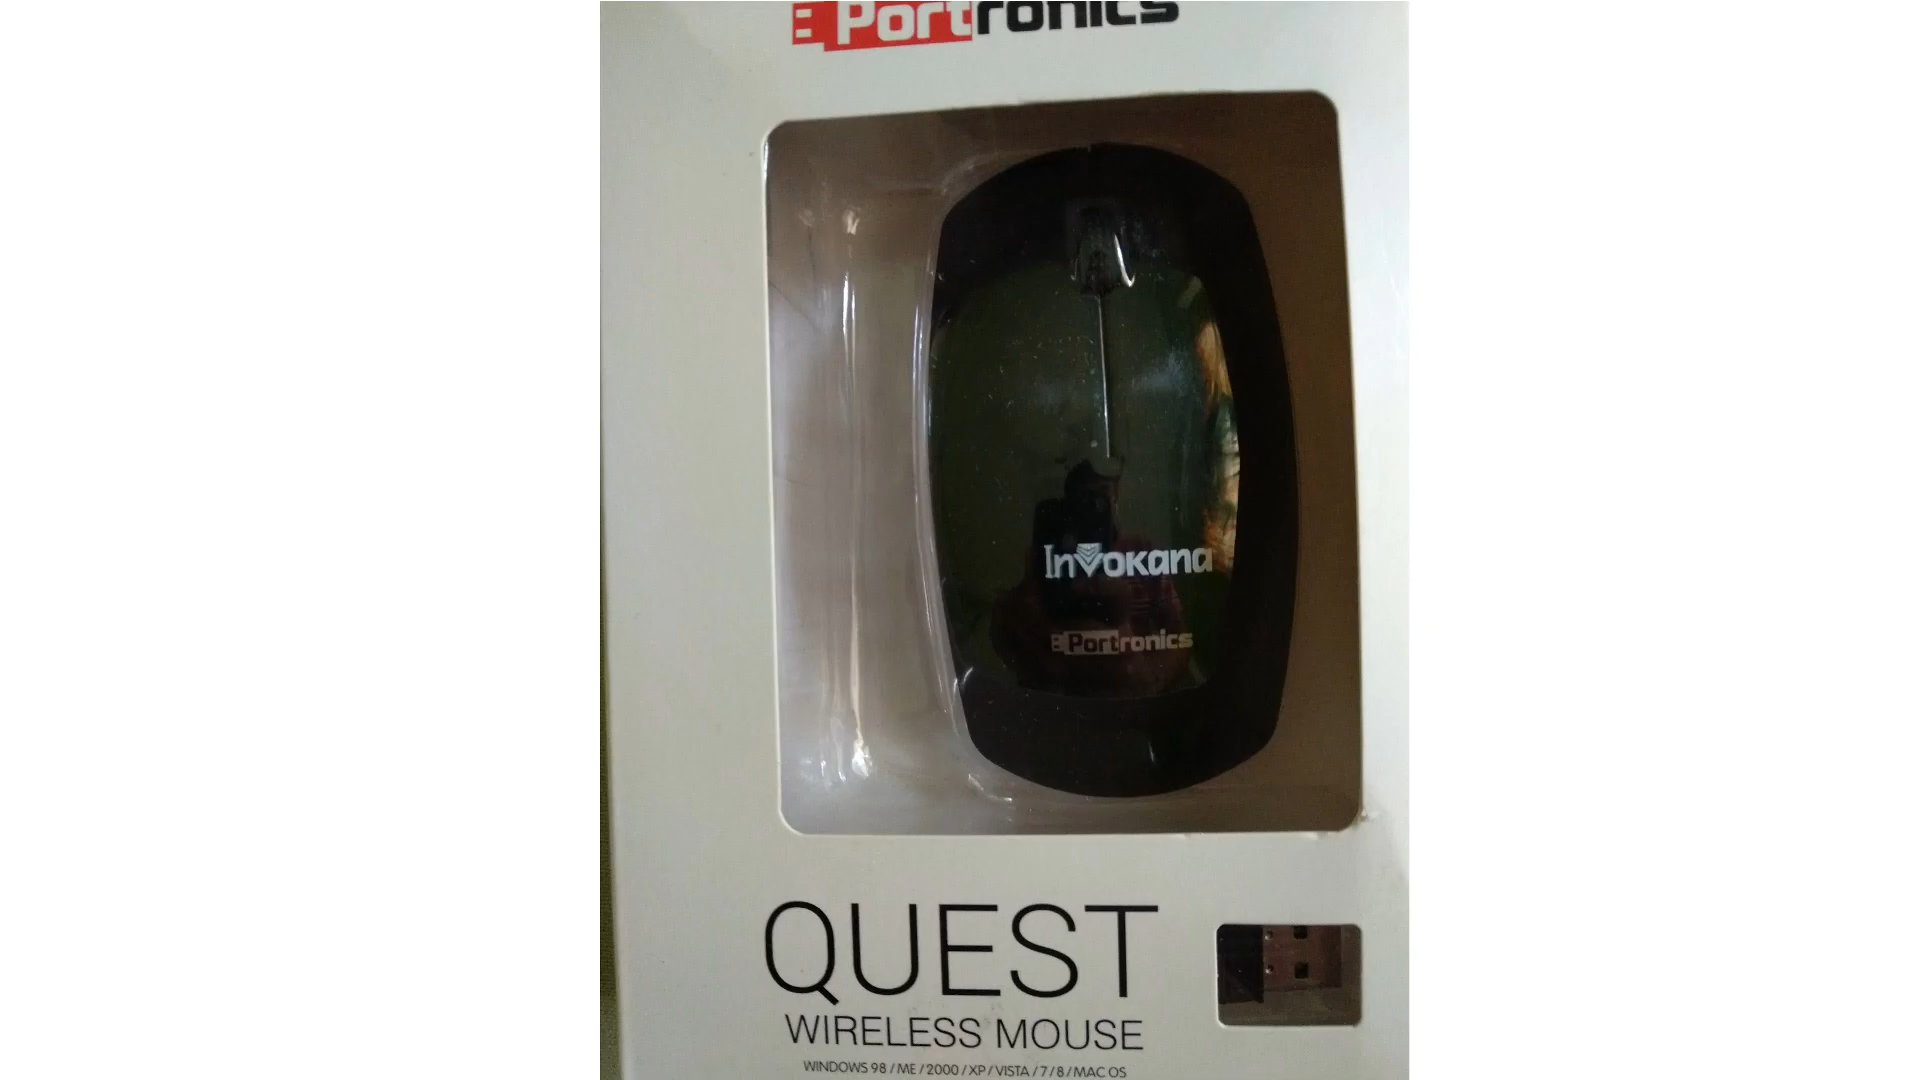 Portronics
Invokana
Portronics
QUEST
WIRELESS MOUSE
WINDOWS 98 / ME / 2000 / XP / VISTA / 7 / 8 / MAC OS